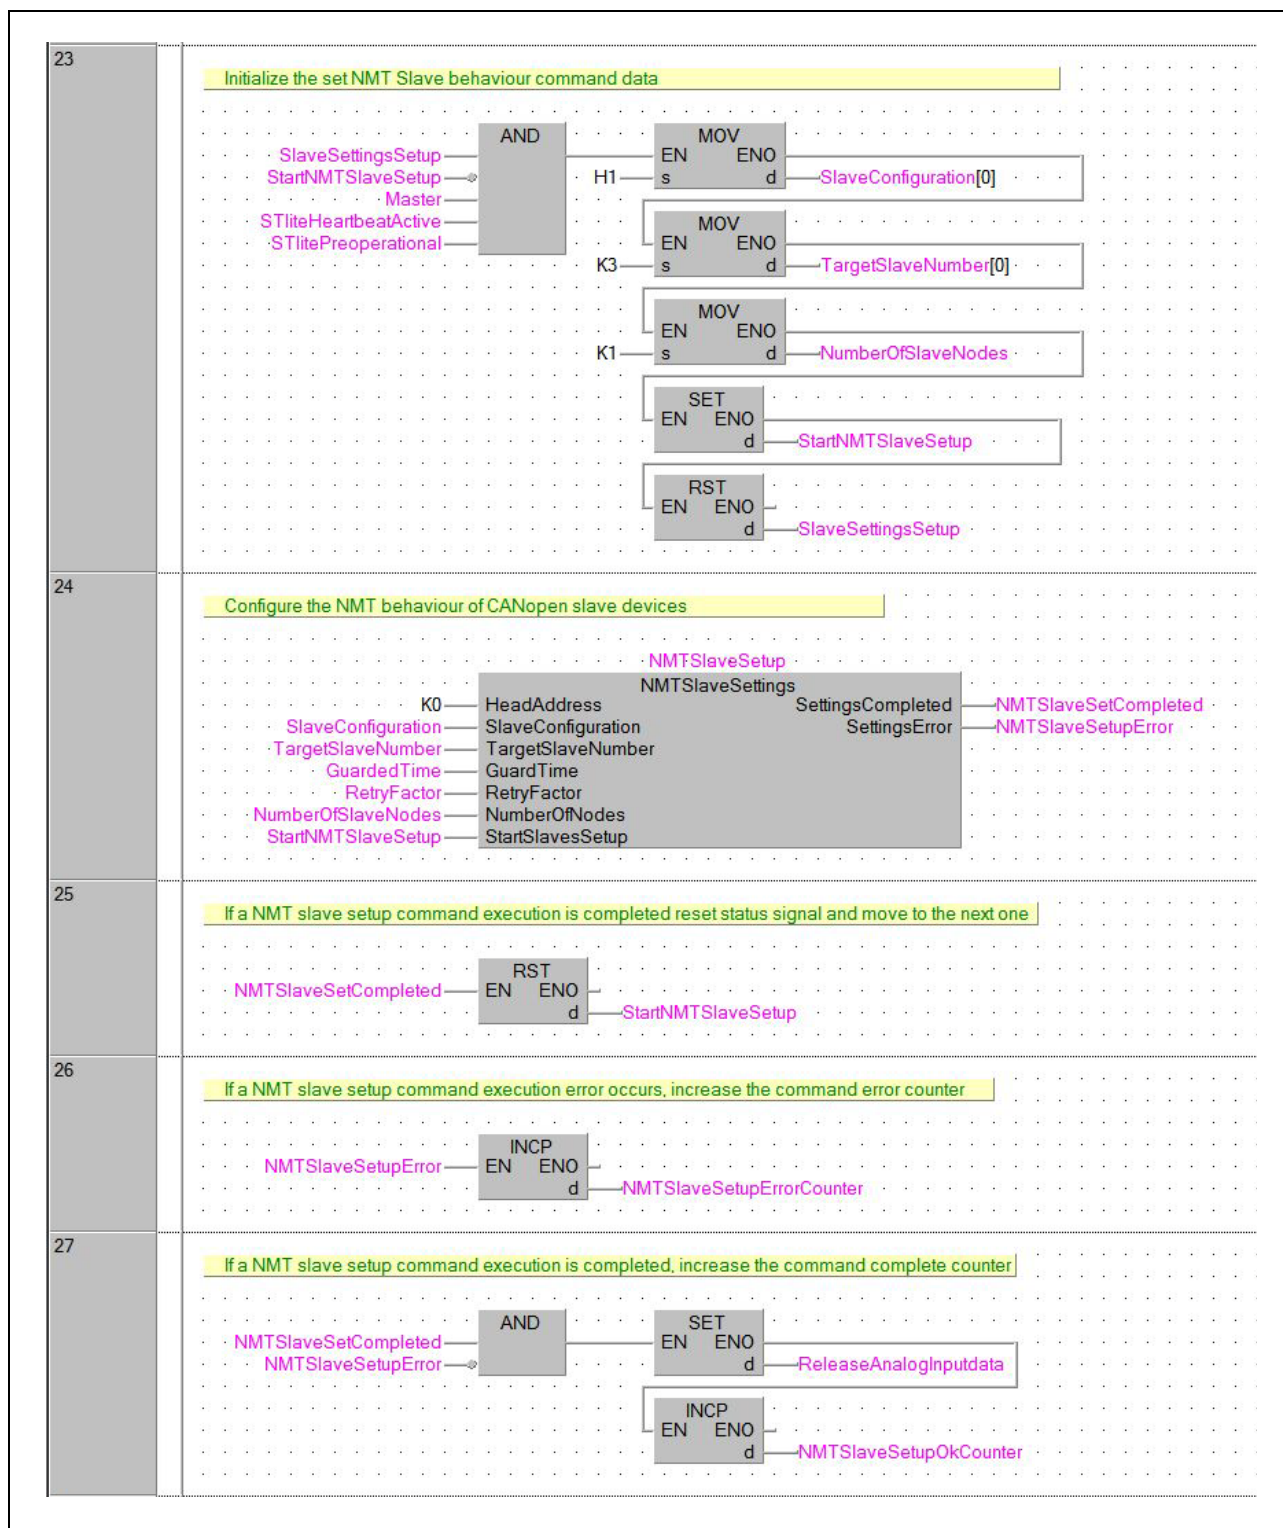 23
Initialize the set NMT Slave behaviour command data
AND
MOV
SlaveSettingsSetup
EN ENO
StartNMTSlaveSetup
H1
s d
SlaveConfiguration[0]
Master
STliteHeartbeatActive
MOV
STlitePreoperational
EN ENO
K3
s d
TargetSlaveNumber[0]
MOV
EN ENO
K1
s d
NumberOfSlaveNodes
SET
EN ENO
d
StartNMTSlaveSetup
RST
EN ENO
d
SlaveSettingsSetup
24
Configure the NMT behaviour of CANopen slave devices
NMTSlaveSetup
NMTSlaveSettings
K0
HeadAddress SettingsCompleted
NMTSlaveSetCompleted
SlaveConfiguration
SlaveConfiguration SettingsError
NMTSlaveSetupError
TargetSlaveNumber
TargetSlaveNumber
GuardedTime
GuardTime
RetryFactor
RetryFactor
NumberOfSlaveNodes
NumberOfNodes
StartNMTSlaveSetup
StartSlavesSetup
25
If a NMT slave setup command execution is completed reset status signal and move to the next one
RST
NMTSlaveSetCompleted
EN ENO
d
StartNMTSlaveSetup
26
If a NMT slave setup command execution error occurs, increase the command error counter
INCP
NMTSlaveSetupError
EN ENO
d
NMTSlaveSetupErrorCounter
27
If a NMT slave setup command execution is completed, increase the command complete counter
AND
SET
NMTSlaveSetCompleted
EN ENO
NMTSlaveSetupError
d
ReleaseAnalogInputdata
INCP
EN ENO
d
NMTSlaveSetupOkCounter